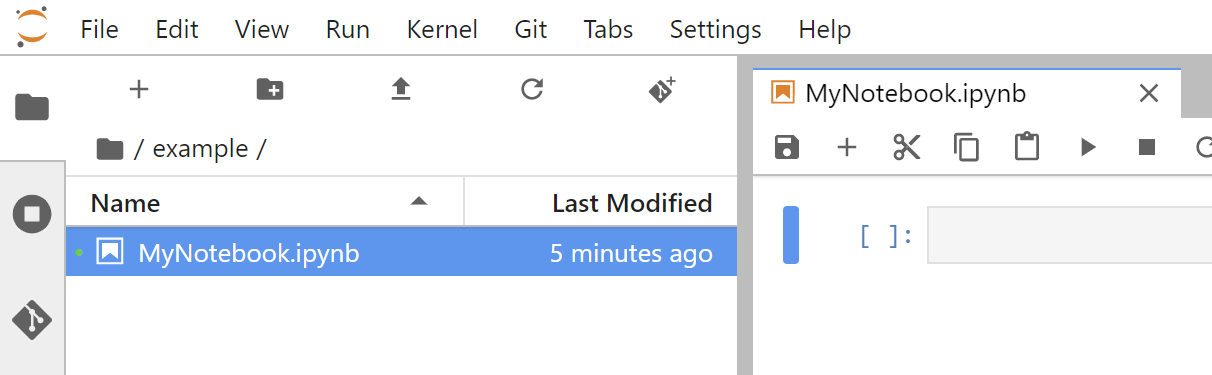 File Edit View Run Kernel Git Tabs Settings Help
MyNotebook.ipynb
/ example /
Name Last Modified
MyNotebook.ipynb 5 minutes ago
[ ]: